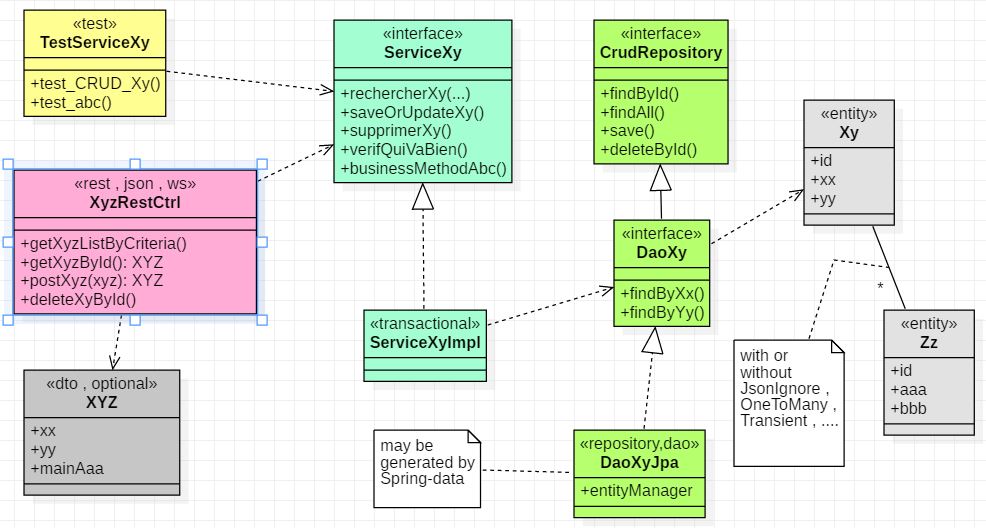 «test»
TestServiceXy
+test_CRUD_Xy()
+test_abc()
«interface»
ServiceXy
+rechercherXy(...)
+saveOrUpdateXy()
+supprimerXy()
+verifQuiVaBien()
+businessMethodAbc()
«interface»
CrudRepository
+findById()
+findAll()
+save()
+deleteById()
«entity»
Xy
+id
+xx
+yy
«rest , json , ws»
XyzRestCtrl
+getXyzListByCriteria()
+getXyzById(): XYZ
+postXyz(xyz): XYZ
+deleteXyById()
«interface»
DaoXy
+findByXx()
+findByYy()
*
«transactional»
ServiceXyImpl
«entity»
Zz
+id
+aaa
+bbb
with or
without
JsonIgnore ,
OneToMany ,
Transient , ....
«dto , optional»
XYZ
+xx
+yy
+mainAaa
may be
generated by
Spring-data
«repository,dao»
DaoXyJpa
+entityManager